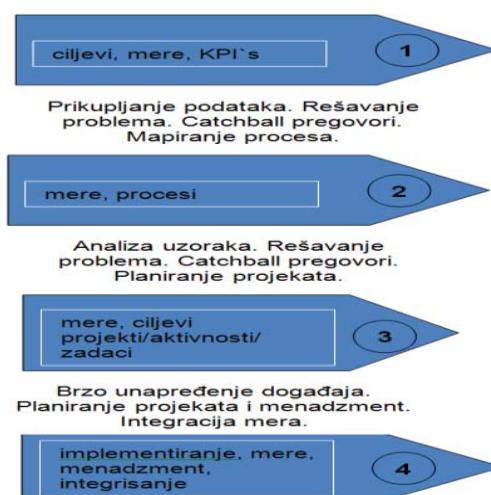 ciljevi, mere, KPI`s
1
Prikupljanje podataka. Rešavanje
problema. Catchball pregovori.
Mapiranje procesa.
mere, procesi
2
Analiza uzoraka. Rešavanje
problema. Catchball pregovori.
Planiranje projekata.
mere, ciljevi
projekti/aktivnosti/
zadaci
3
Brzo unapređenje događaja.
Planiranje projekata i menadzment.
Integracija mera.
implementiranje, mere,
menadzment,
integrisanje
4